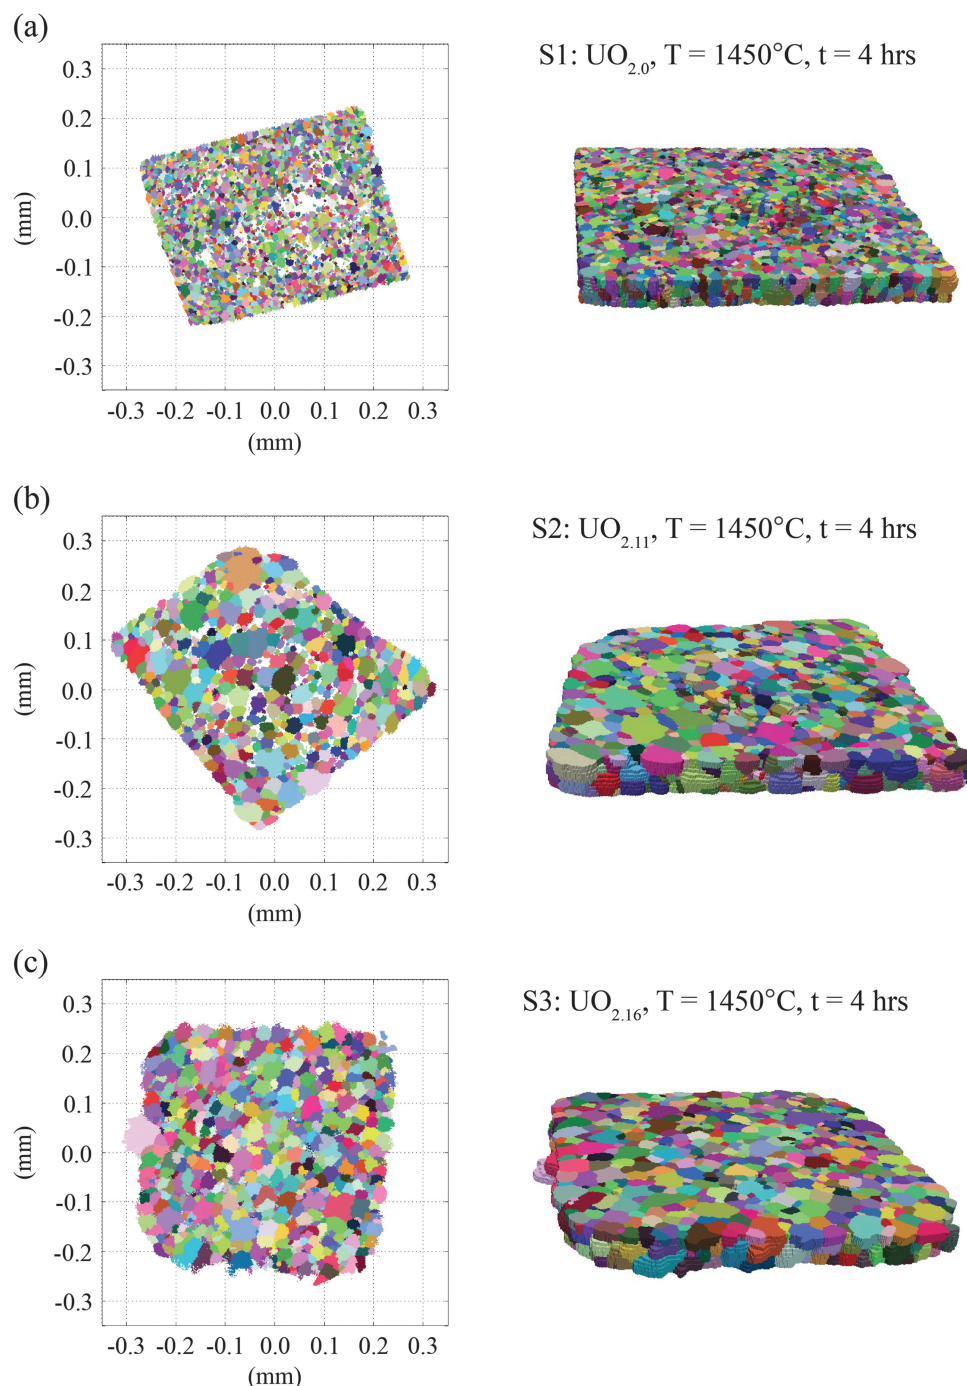 (a)
S1: UO2.0, T = 1450°C, t = 4 hrs
0.3
0.2
0.1
0.0
-0.1
-0.2
-0.3
(mm)
-0.3 -0.2 -0.1 0.0 0.1 0.2 0.3
(mm)
(b)
S2: UO2.11, T = 1450°C, t = 4 hrs
0.3
0.2
0.1
0.0
-0.1
-0.2
-0.3
(mm)
-0.3 -0.2 -0.1 0.0 0.1 0.2 0.3
(mm)
(c)
S3: UO2.16, T = 1450°C, t = 4 hrs
0.3
0.2
0.1
0.0
-0.1
-0.2
-0.3
(mm)
-0.3 -0.2 -0.1 0.0 0.1 0.2 0.3
(mm)